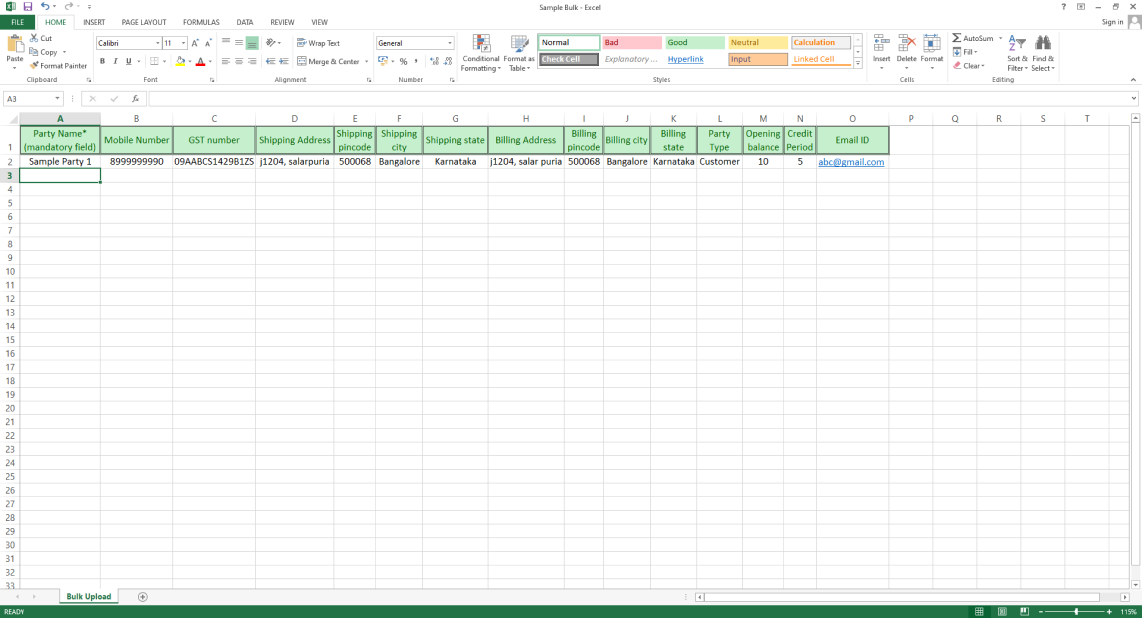 Sample Bulk - Excel
FILE HOME INSERT PAGE LAYOUT FORMULAS DATA REVIEW VIEW Sign in
Paste
Cut
Copy
Format Painter
Clipboard
Calibri 11
B I U
Font
Wrap Text
Merge & Center
Alignment
General
%
Number
Conditional Formatting
Format as Table
Normal Bad Good Neutral Calculation
Check Cell Explanatory ... Hyperlink Input Linked Cell
Styles
Insert Delete Format
Cells
AutoSum
Fill
Clear
Sort & Filter
Find & Select
Editing
A3 fx
A B C D E F G H I J K L M N O P Q R S T
1 Party Name* (mandatory field) Mobile Number GST number Shipping Address Shipping pincode Shipping city Shipping state Billing Address Billing pincode Billing city Billing state Party Type Opening balance Credit Period Email ID
2 Sample Party 1 8999999990 09AABCS1429B1ZS j1204, salarpuria 500068 Bangalore Karnataka j1204, salar puria 500068 Bangalore Karnataka Customer 10 5 abc@gmail.com
3
4
5
6
7
8
9
10
11
12
13
14
15
16
17
18
19
20
21
22
23
24
25
26
27
28
29
30
31
32
33
Bulk Upload
READY 115%